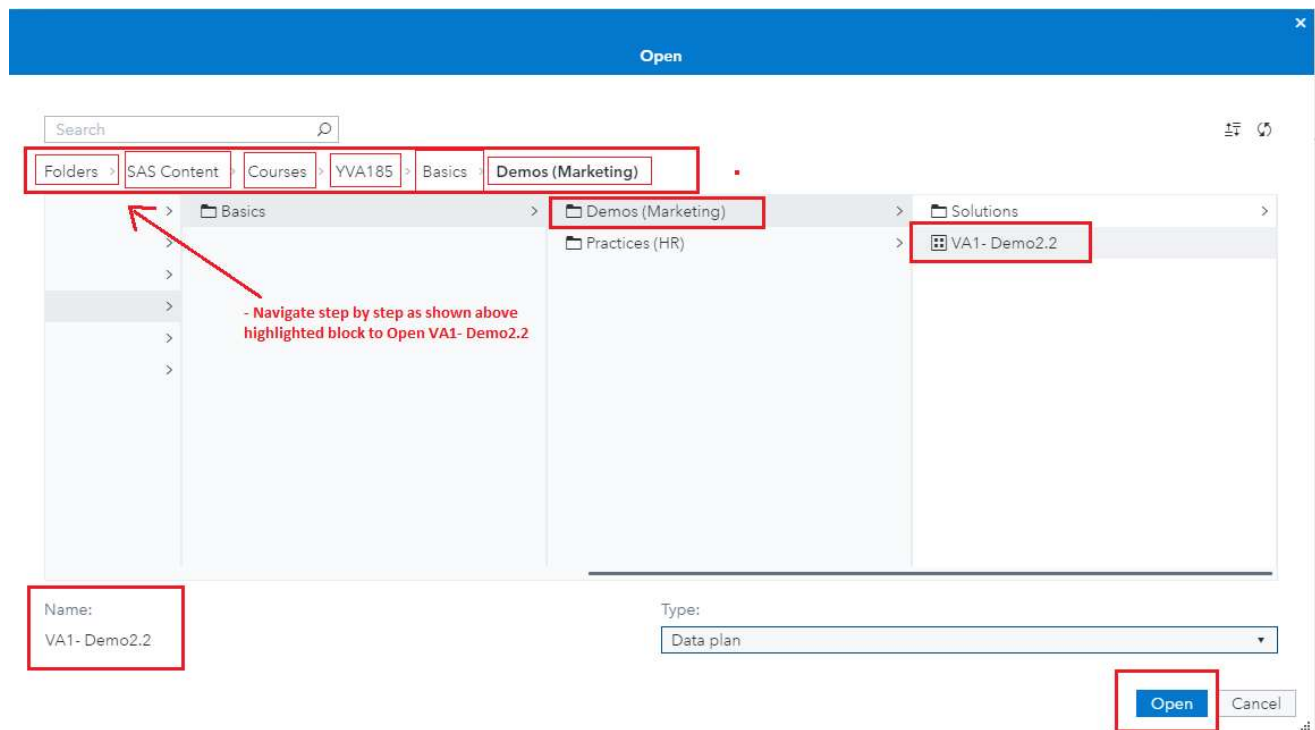 Open
Search
Folders > SAS Content > Courses > YVA185 > Basics > Demos (Marketing)
Basics
Demos (Marketing)
Solutions
Practices (HR)
VA1- Demo2.2
- Navigate step by step as shown above
highlighted block to Open VA1- Demo2.2
Name:
Type:
VA1- Demo2.2
Data plan
Open
Cancel